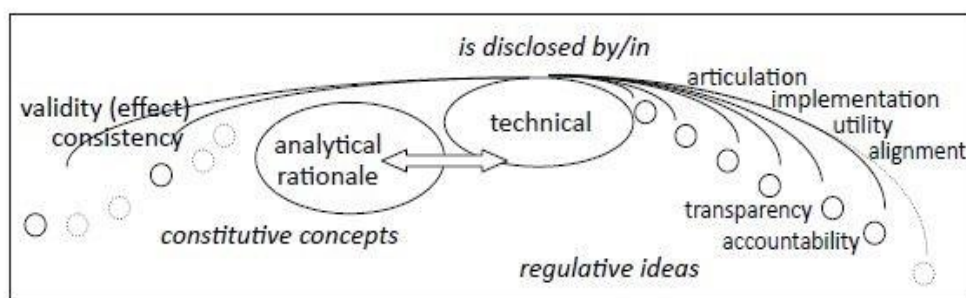 is disclosed by/in
articulation
validity (effect)
implementation
consistency
technical
utility
analytical
rationale
alignment
transparency
constitutive concepts
accountability
regulative ideas